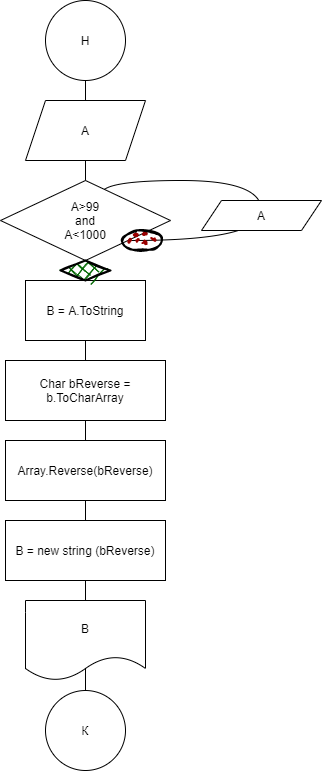 H
A
A>99
and
A<1000
A
B = A.ToString
Char bReverse =
b.ToCharArray
Array.Reverse(bReverse)
B = new string (bReverse)
B
K